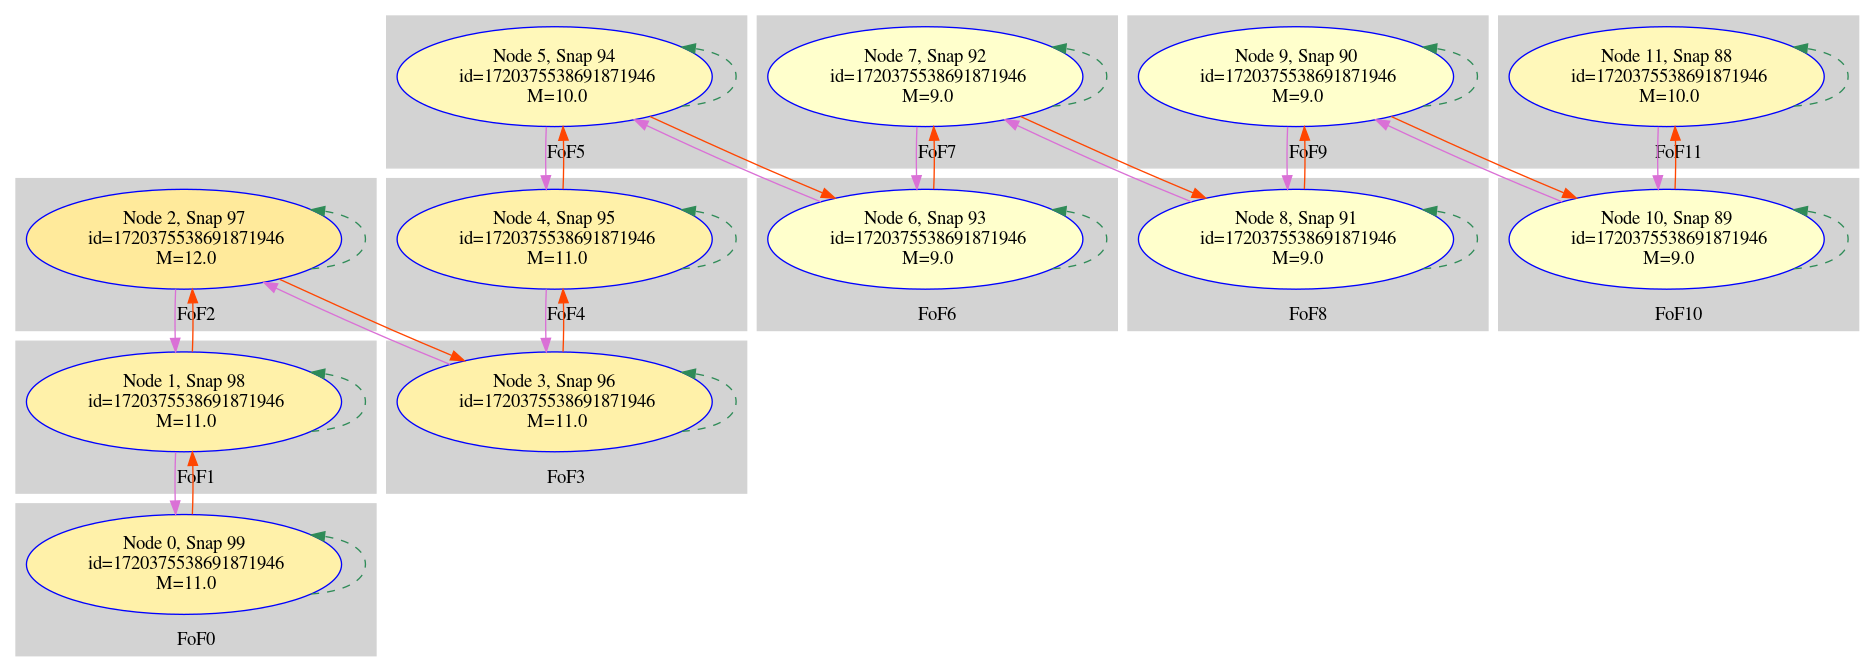 Node 5, Snap 94
id=1720375538691871946
M=10.0
FoF5
Node 7, Snap 92
id=1720375538691871946
M=9.0
FoF7
Node 9, Snap 90
id=1720375538691871946
M=9.0
FoF9
Node 11, Snap 88
id=1720375538691871946
M=10.0
FoF11
Node 2, Snap 97
id=1720375538691871946
M=12.0
FoF2
Node 4, Snap 95
id=1720375538691871946
M=11.0
FoF4
Node 6, Snap 93
id=1720375538691871946
M=9.0
FoF6
Node 8, Snap 91
id=1720375538691871946
M=9.0
FoF8
Node 10, Snap 89
id=1720375538691871946
M=9.0
FoF10
Node 1, Snap 98
id=1720375538691871946
M=11.0
FoF1
Node 3, Snap 96
id=1720375538691871946
M=11.0
FoF3
Node 0, Snap 99
id=1720375538691871946
M=11.0
FoF0